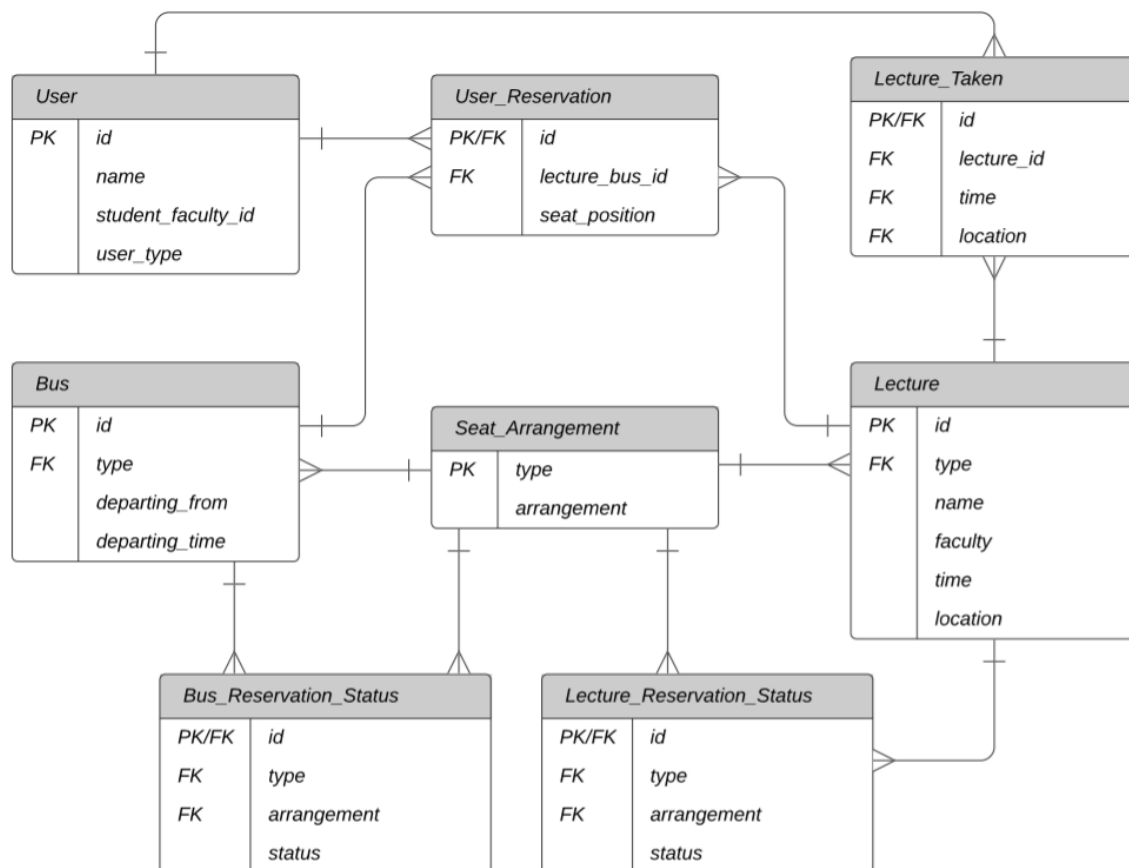 User
PK id
name
student_faculty_id
user_type
User_Reservation
PK/FK id
FK lecture_bus_id
seat_position
Lecture_Taken
PK/FK id
FK lecture_id
FK time
FK location
Bus
PK id
FK type
departing_from
departing_time
Seat_Arrangement
PK type
arrangement
Lecture
PK id
FK type
name
faculty
time
location
Bus_Reservation_Status
PK/FK id
FK type
FK arrangement
status
Lecture_Reservation_Status
PK/FK id
FK type
FK arrangement
status